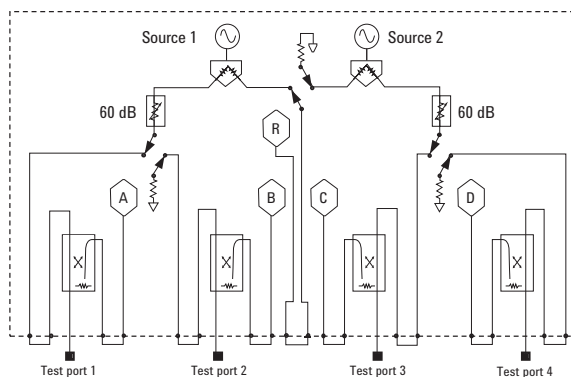 Source 1
Source 2
60 dB
60 dB
R
A
B
C
D
Test port 1
Test port 2
Test port 3
Test port 4